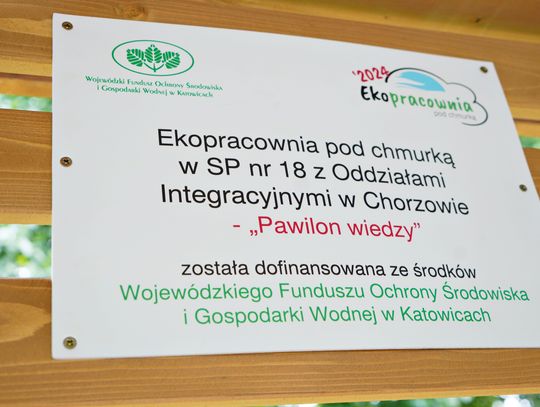 Wojewódzki Fundusz Ochrony Środowiska
i Gospodarki Wodnej w Katowicach
'2024
Ekopracownia
pod chmurką
Ekopracownia pod chmurką
w SP nr 18 z Oddziałami
Integracyjnymi w Chorzowie
- „Pawilon wiedzy”
została dofinansowana ze środków
Wojewódzkiego Funduszu Ochrony Środowiska
i Gospodarki Wodnej w Katowicach